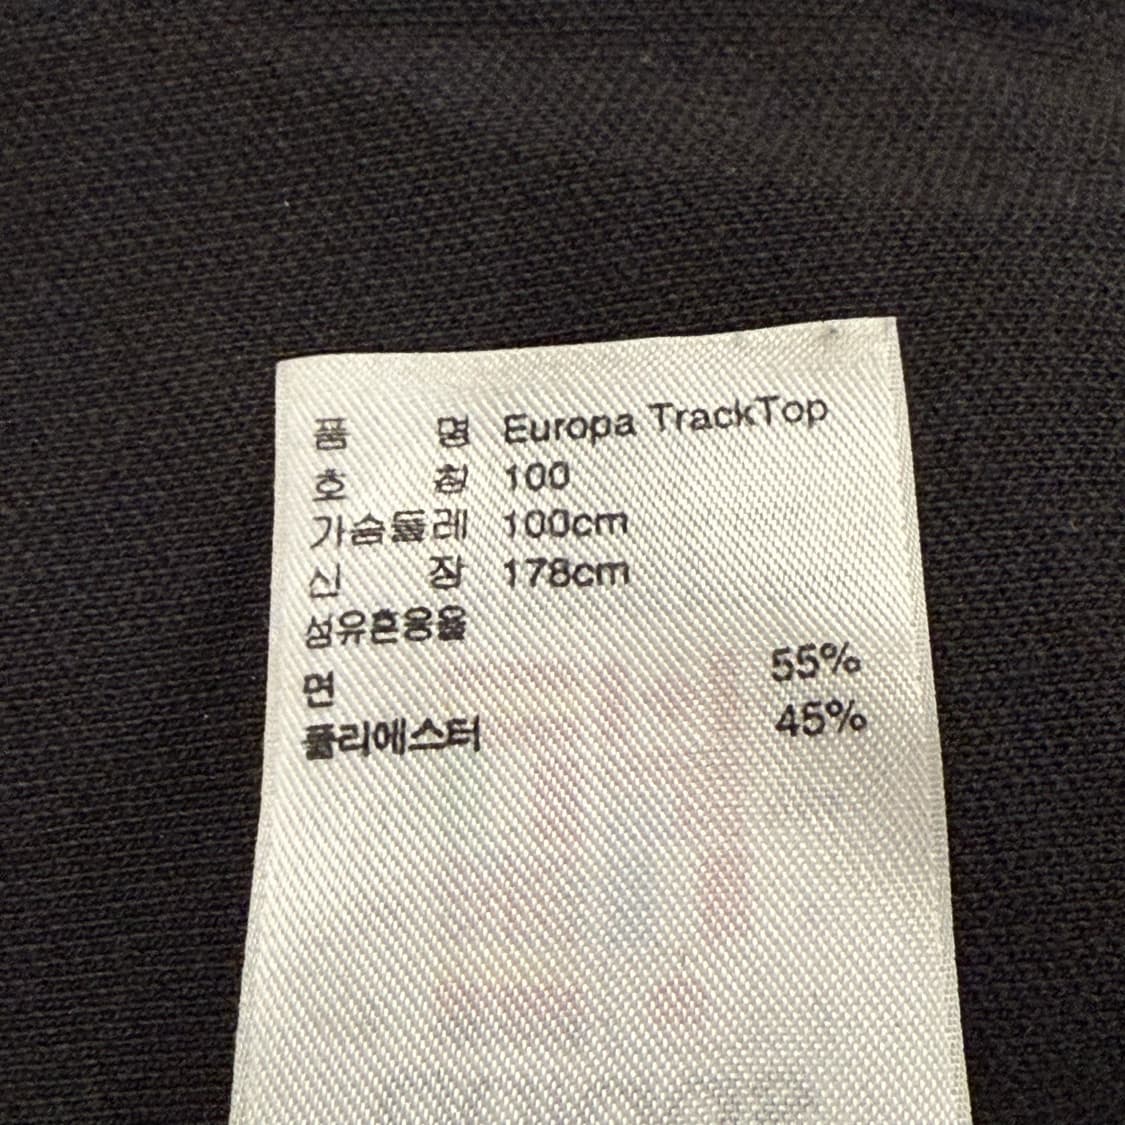 품 명 Europa TrackTop
호 칭 100
가슴둘레 100cm
신 장 178cm
섬유혼용율
면 55%
폴리에스터 45%